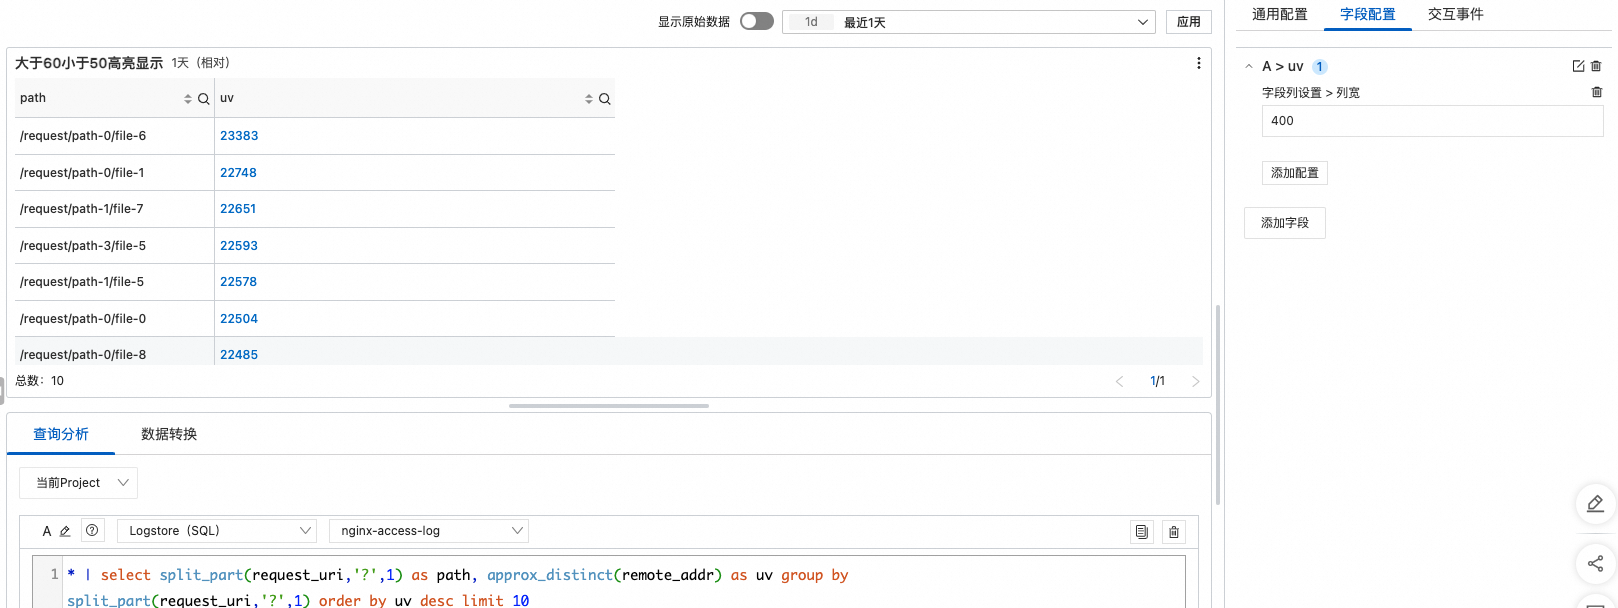 显示原始数据 1d 最近1天 应用
通用配置 字段配置 交互事件
大于60小于50高亮显示 1天（相对）
path uv
/request/path-0/file-6 23383
/request/path-0/file-1 22748
/request/path-1/file-7 22651
/request/path-3/file-5 22593
/request/path-1/file-5 22578
/request/path-0/file-0 22504
/request/path-0/file-8 22485
总数：10 1/1
A > uv 1
字段列设置 > 列宽
400
添加配置
添加字段
查询分析 数据转换
当前Project
A Logstore（SQL） nginx-access-log
1 * | select split_part(request_uri,'?',1) as path, approx_distinct(remote_addr) as uv group by
split_part(request_uri,'?',1) order by uv desc limit 10